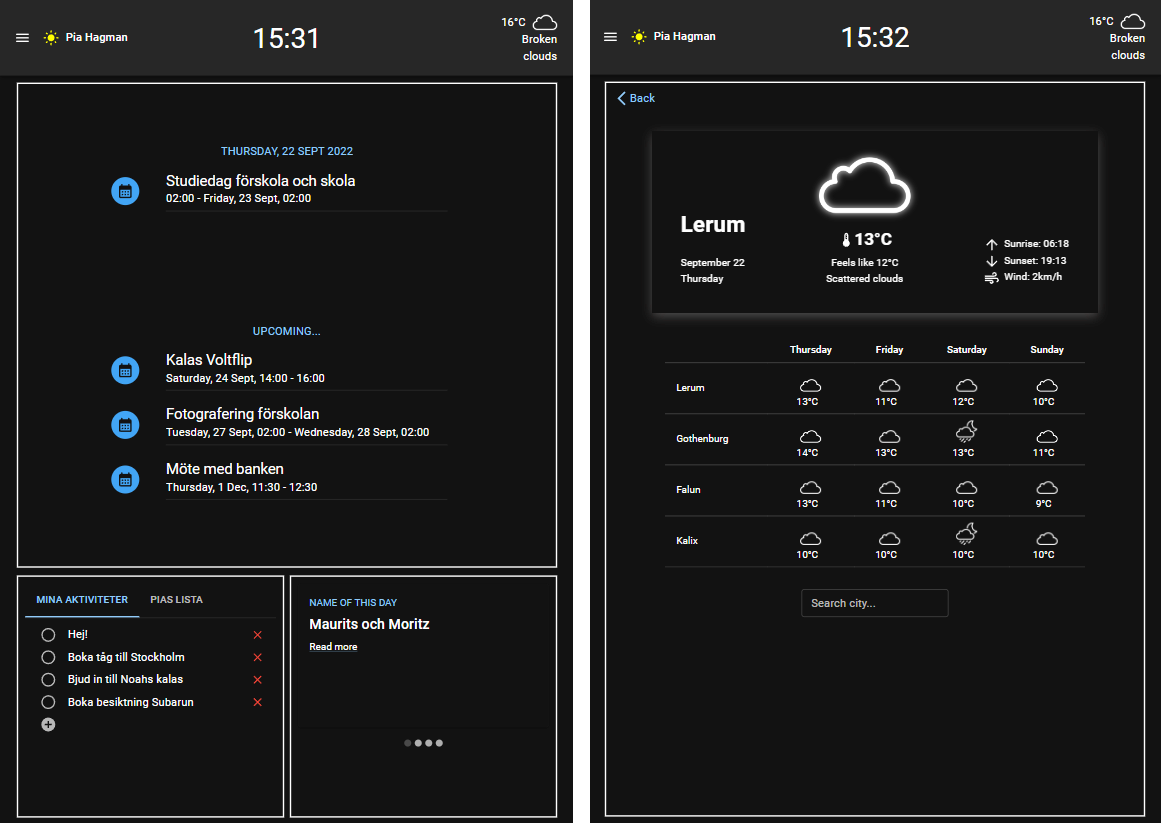 Pia Hagman
15:31
16°C
Broken
clouds
THURSDAY, 22 SEPT 2022
Studiedag förskola och skola
02:00 - Friday, 23 Sept, 02:00
UPCOMING...
Kalas Voltflip
Saturday, 24 Sept, 14:00 - 16:00
Fotografering förskolan
Tuesday, 27 Sept, 02:00 - Wednesday, 28 Sept, 02:00
Möte med banken
Thursday, 1 Dec, 11:30 - 12:30
MINA AKTIVITETER PIAS LISTA
Hej!
Boka tåg till Stockholm
Bjud in till Noahs kalas
Boka besiktning Subarun
NAME OF THIS DAY
Maurits och Moritz
Read more
Pia Hagman
15:32
16°C
Broken
clouds
Back
Lerum
September 22
Thursday
13°C
Feels like 12°C
Scattered clouds
Sunrise: 06:18
Sunset: 19:13
Wind: 2km/h
Thursday Friday Saturday Sunday
Lerum 13°C 11°C 12°C 10°C
Gothenburg 14°C 13°C 13°C 11°C
Falun 13°C 11°C 10°C 9°C
Kalix 10°C 10°C 10°C 10°C
Search city...